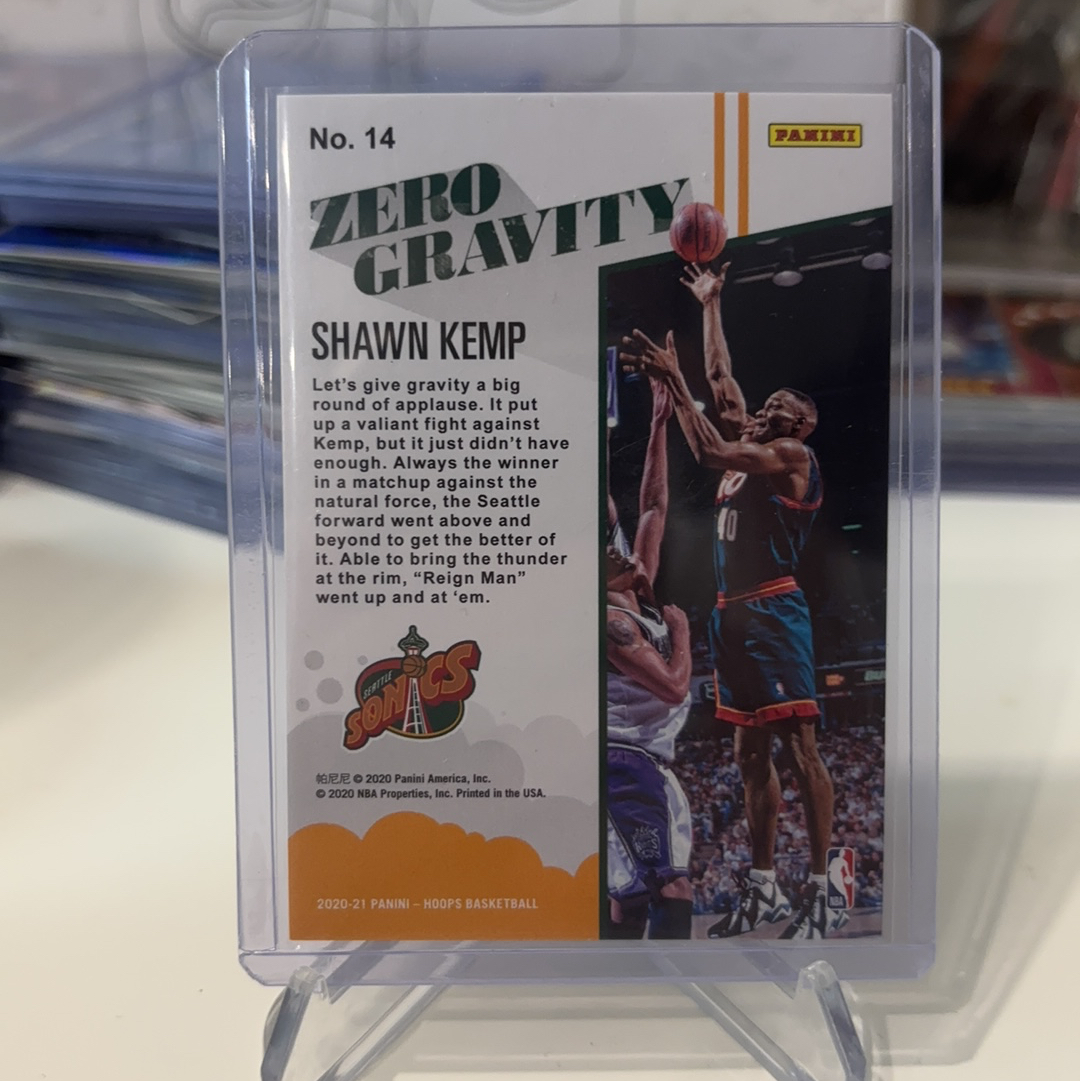 No. 14
PANINI
ZERO
GRAVITY
SHAWN KEMP
Let's give gravity a big
round of applause. It put
up a valiant fight against
Kemp, but it just didn't have
enough. Always the winner
in a matchup against the
natural force, the Seattle
forward went above and
beyond to get the better of
it. Able to bring the thunder
at the rim, “Reign Man”
went up and at ‘em.
40
SEATTLE
SONICS
帕尼尼 © 2020 Panini America, Inc.
© 2020 NBA Properties, Inc. Printed in the USA.
2020-21 PANINI – HOOPS BASKETBALL
NBA